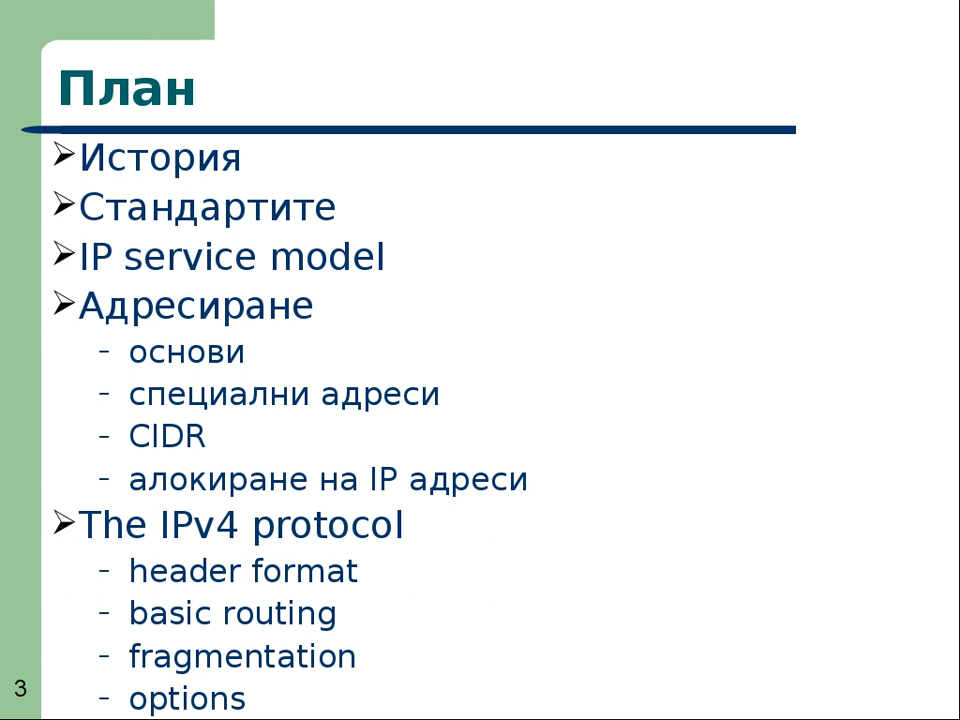 План
➢История
➢Стандартите
➢IP service model
➢Адресиране
– основи
– специални адреси
– CIDR
– алокиране на IP адреси
➢The IPv4 protocol
– header format
– basic routing
– fragmentation
– options
3